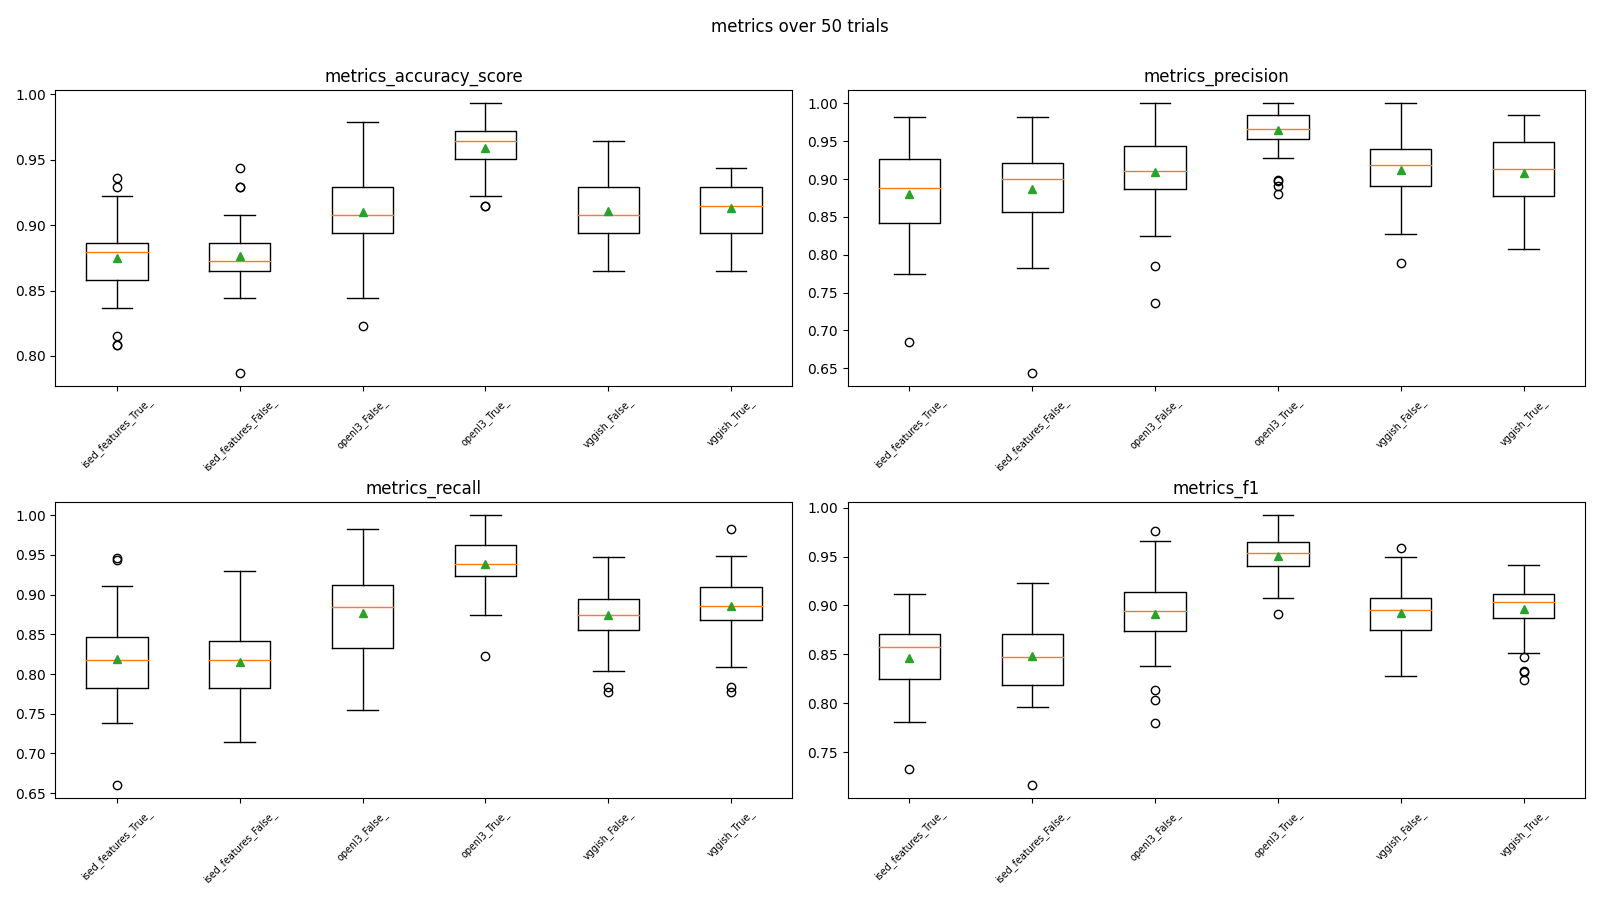 metrics over 50 trials
metrics_accuracy_score
1.00
0.95
0.90
0.85
0.80
ised_features_True_
ised_features_False_
openl3_False_
openl3_True_
vggish_False_
vggish_True_
metrics_precision
1.00
0.95
0.90
0.85
0.80
0.75
0.70
0.65
ised_features_True_
ised_features_False_
openl3_False_
openl3_True_
vggish_False_
vggish_True_
metrics_recall
1.00
0.95
0.90
0.85
0.80
0.75
0.70
0.65
ised_features_True_
ised_features_False_
openl3_False_
openl3_True_
vggish_False_
vggish_True_
metrics_f1
1.00
0.95
0.90
0.85
0.80
0.75
ised_features_True_
ised_features_False_
openl3_False_
openl3_True_
vggish_False_
vggish_True_